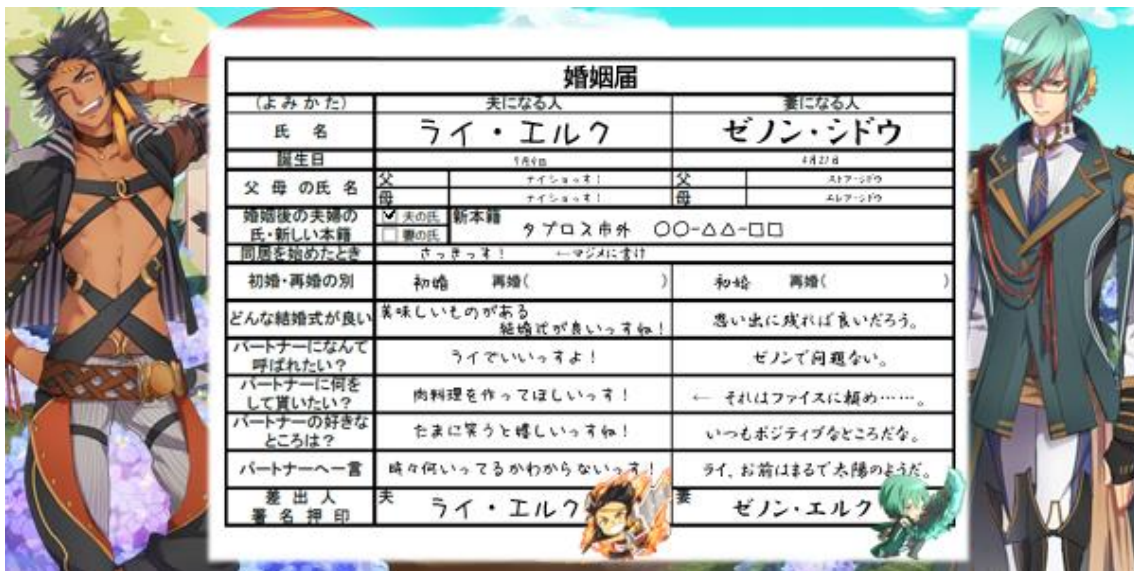 婚姻届
(よみかた) 夫になる人 妻になる人
氏 名 ライ・エルク ゼノン・シドウ
誕生日
父母の氏名 父 ナイショっす! 父 ストア・シドウ
母 ナイショっす! 母 エレア・シドウ
婚姻後の夫婦の
氏・新しい本籍
夫の氏
妻の氏
新本籍
タブロス市外 〇〇-△△-□□
同居を始めたとき さっきっす! ←マジメに書け
初婚・再婚の別 初婚 再婚( ) 初婚 再婚( )
どんな結婚式が良い 美味しいものがある
結婚式が良いっすね! 思い出に残れば良いだろう。
パートナーになんて
呼ばれたい? ライでいいっすよ! ゼノンで問題ない。
パートナーに何を
して貰いたい? 肉料理を作ってほしいっす! ← それはファイスに頼め……。
パートナーの好きな
ところは? たまに笑うと嬉しいっすね! いつもポジティブなところだな。
パートナーへ一言 時々何いってるかわからないっす! ライ、お前はまるで太陽のようだ。
差出人
署名押印
夫 ライ・エルク 妻 ゼノン・エルク